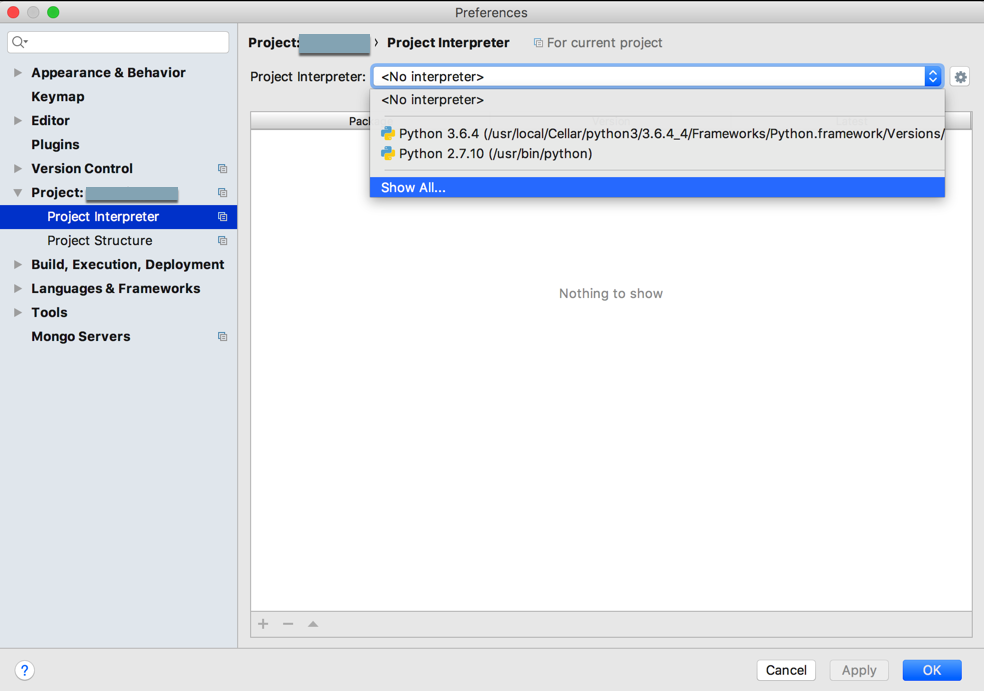 Preferences
Project: › Project Interpreter For current project
Project Interpreter: <No interpreter>
<No interpreter>
Python 3.6.4 (/usr/local/Cellar/python3/3.6.4_4/Frameworks/Python.framework/Versions/
Python 2.7.10 (/usr/bin/python)
Show All...
Pack
Nothing to show
Appearance & Behavior
Keymap
Editor
Plugins
Version Control
Project:
Project Interpreter
Project Structure
Build, Execution, Deployment
Languages & Frameworks
Tools
Mongo Servers
?
Cancel
Apply
OK